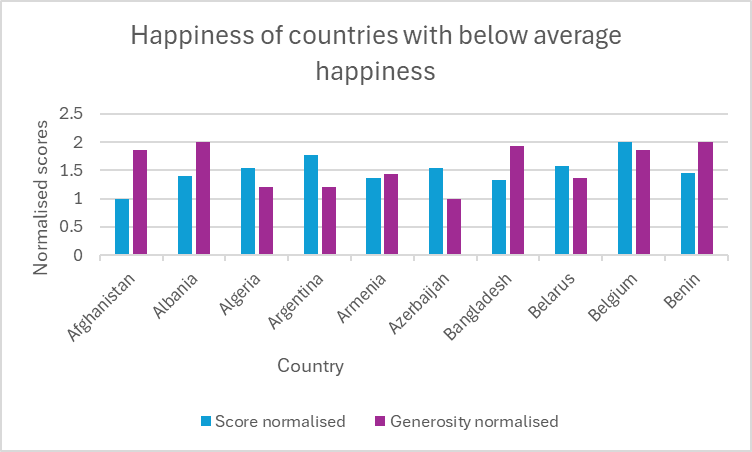 Happiness of countries with below average
happiness
Normalised scores
2.5
2
1.5
1
0.5
0
Afghanistan
Albania
Algeria
Argentina
Armenia
Azerbaijan
Bangladesh
Belarus
Belgium
Benin
Country
Score normalised
Generosity normalised